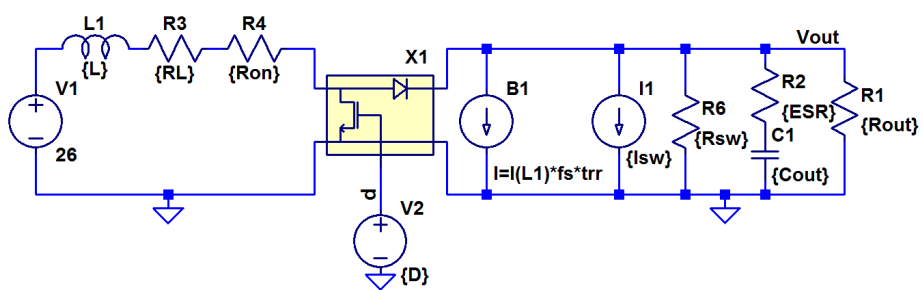 L1
{L}
R3
{RL}
R4
{Ron}
V1
26
X1
d
V2
{D}
B1
I=I(L1)*fs*trr
I1
{Isw}
R6
{Rsw}
Vout
R2
{ESR}
C1
{Cout}
R1
{Rout}